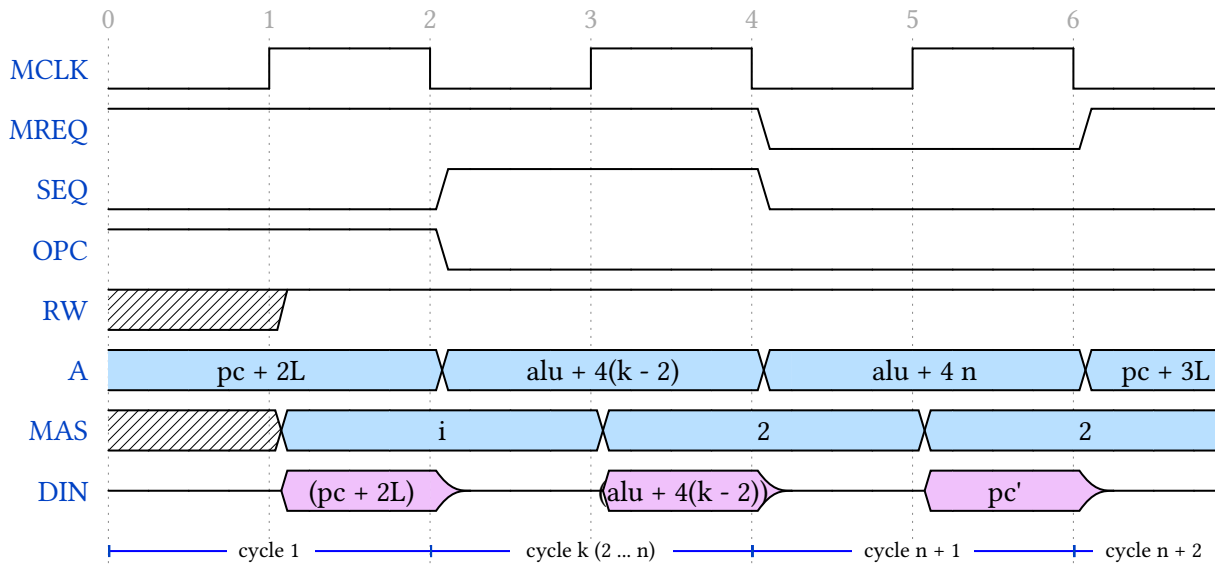 0 1 2 3 4 5 6
MCLK
MREQ
SEQ
OPC
RW
A pc + 2L alu + 4(k - 2) alu + 4 n pc + 3L
MAS i 2 2
DIN (pc + 2L) (alu + 4(k - 2)) pc'
cycle 1 cycle k (2 ... n) cycle n + 1 cycle n + 2